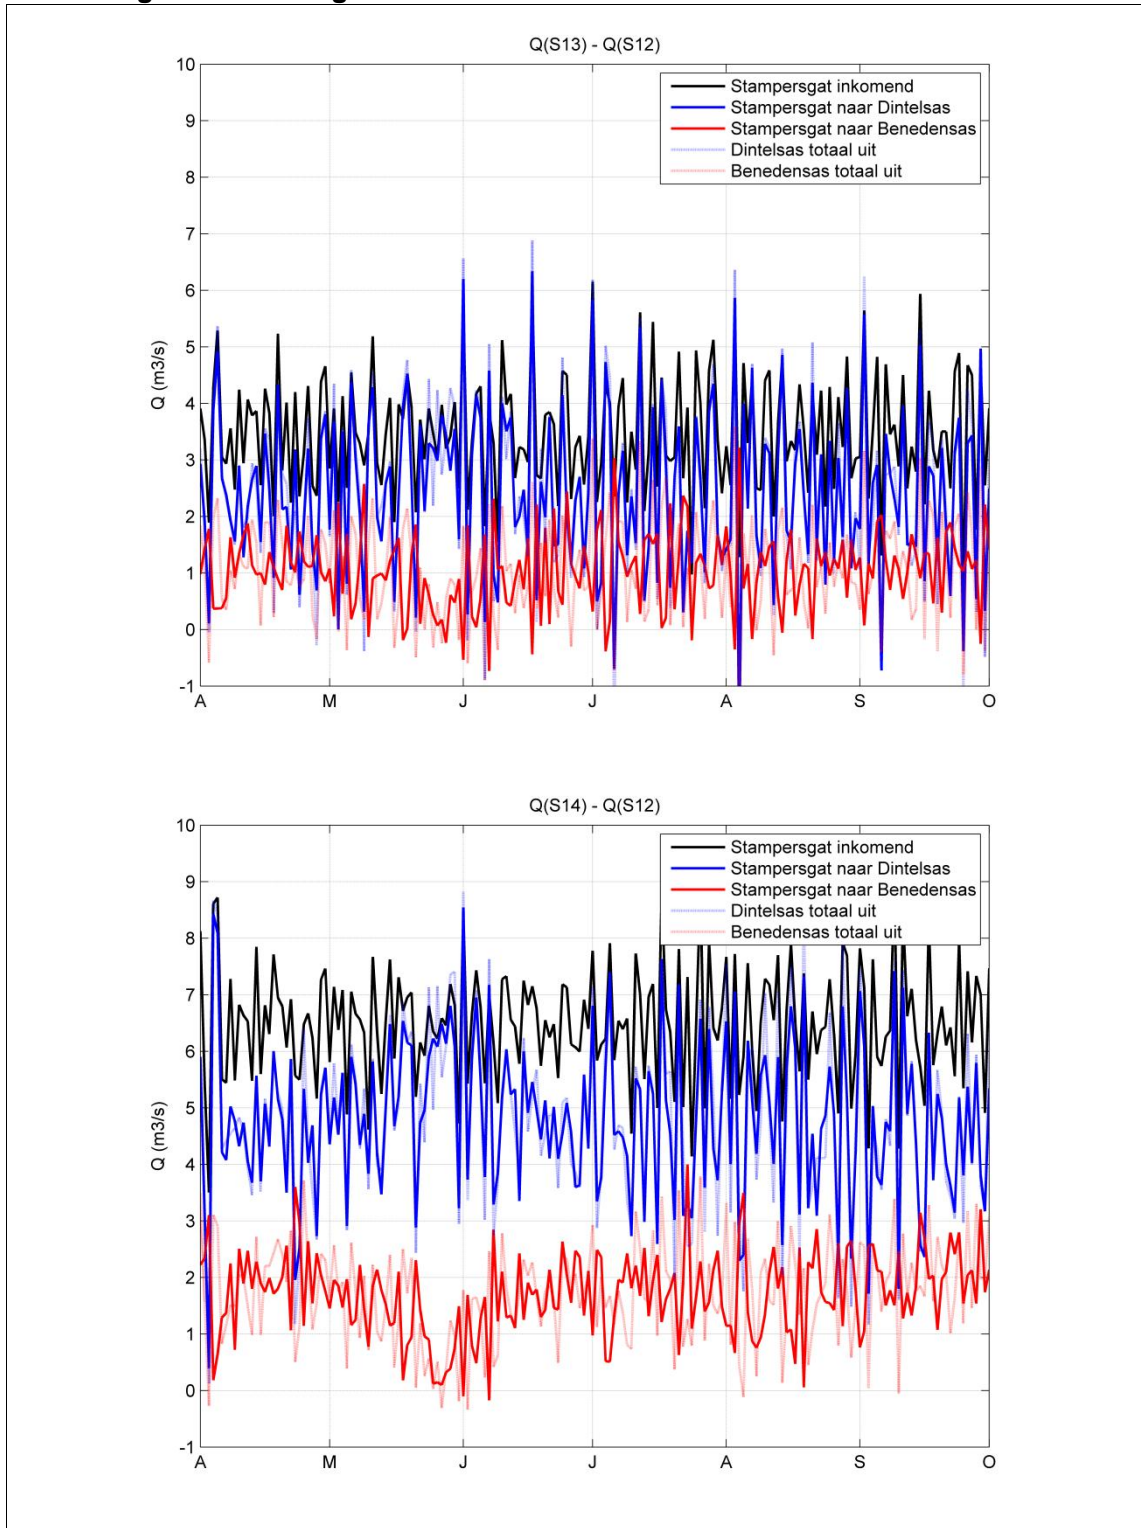 Q(S13) - Q(S12)
10
9
8
7
6
5
4
3
2
1
0
-1
Q (m3/s)
Stampersgat inkomend
Stampersgat naar Dintelsas
Stampersgat naar Benedensas
Dintelsas totaal uit
Benedensas totaal uit
A M J J A S O
Q(S14) - Q(S12)
10
9
8
7
6
5
4
3
2
1
0
-1
Q (m3/s)
Stampersgat inkomend
Stampersgat naar Dintelsas
Stampersgat naar Benedensas
Dintelsas totaal uit
Benedensas totaal uit
A M J J A S O